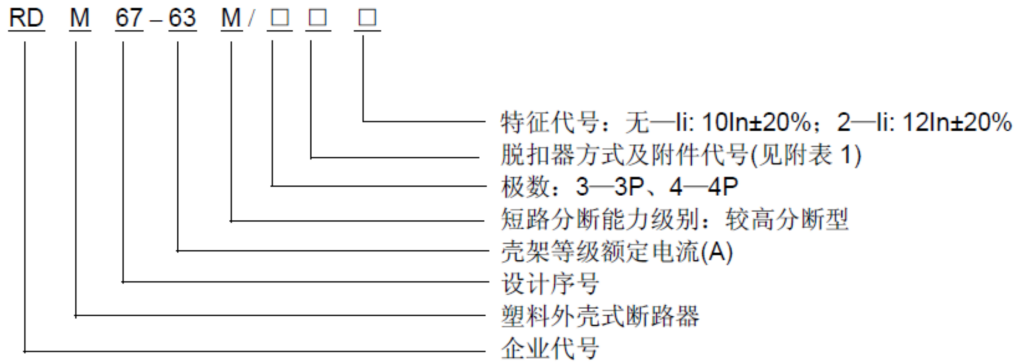 RD M 67-63 M/□ □ □
特征代号：无—Ii: 10In±20%；2—Ii: 12In±20%
脱扣器方式及附件代号(见附表 1)
极数：3—3P、4—4P
短路分断能力级别：较高分断型
壳架等级额定电流(A)
设计序号
塑料外壳式断路器
企业代号